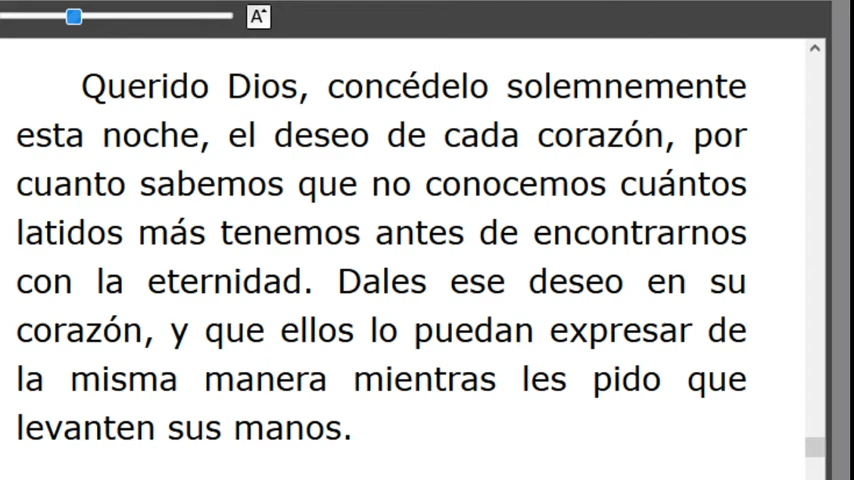 A
Querido Dios, concédelo solemnemente
esta noche, el deseo de cada corazón, por
cuanto sabemos que no conocemos cuántos
latidos más tenemos antes de encontrarnos
con la eternidad. Dales ese deseo en su
corazón, y que ellos lo puedan expresar de
la misma manera mientras les pido que
levanten sus manos.